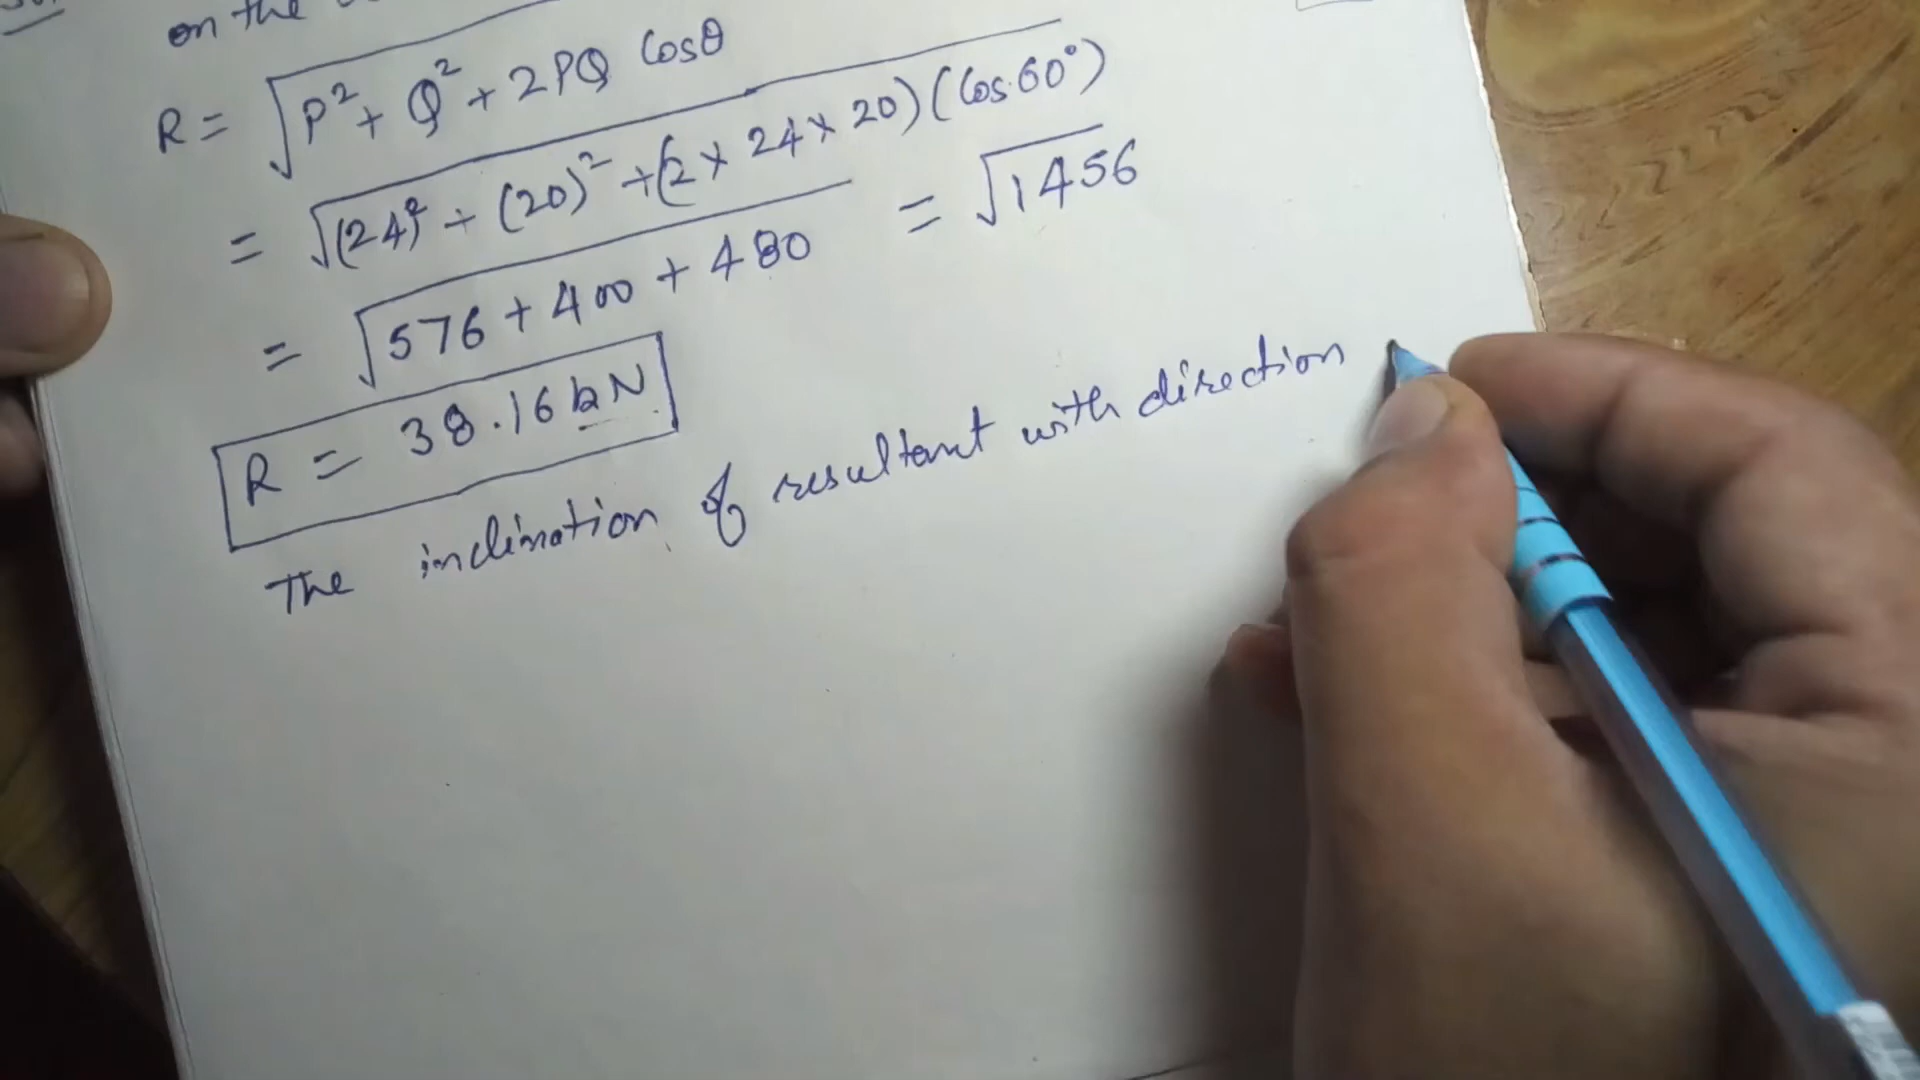 on the
R = √P² + Q² + 2PQ Cosθ
= √(24)² + (20)² + (2 × 24 × 20) (Cos 60°)
= √576 + 400 + 480 = √1456
R = 38.16 kN
The inclination of resultant with direction